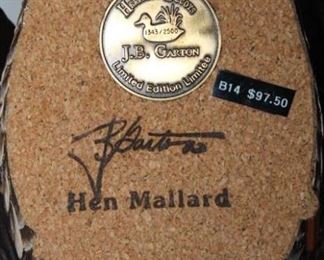 1343/2500
J.B. Garton
Limited Edition Limitée
B14 $97.50
Hen Mallard